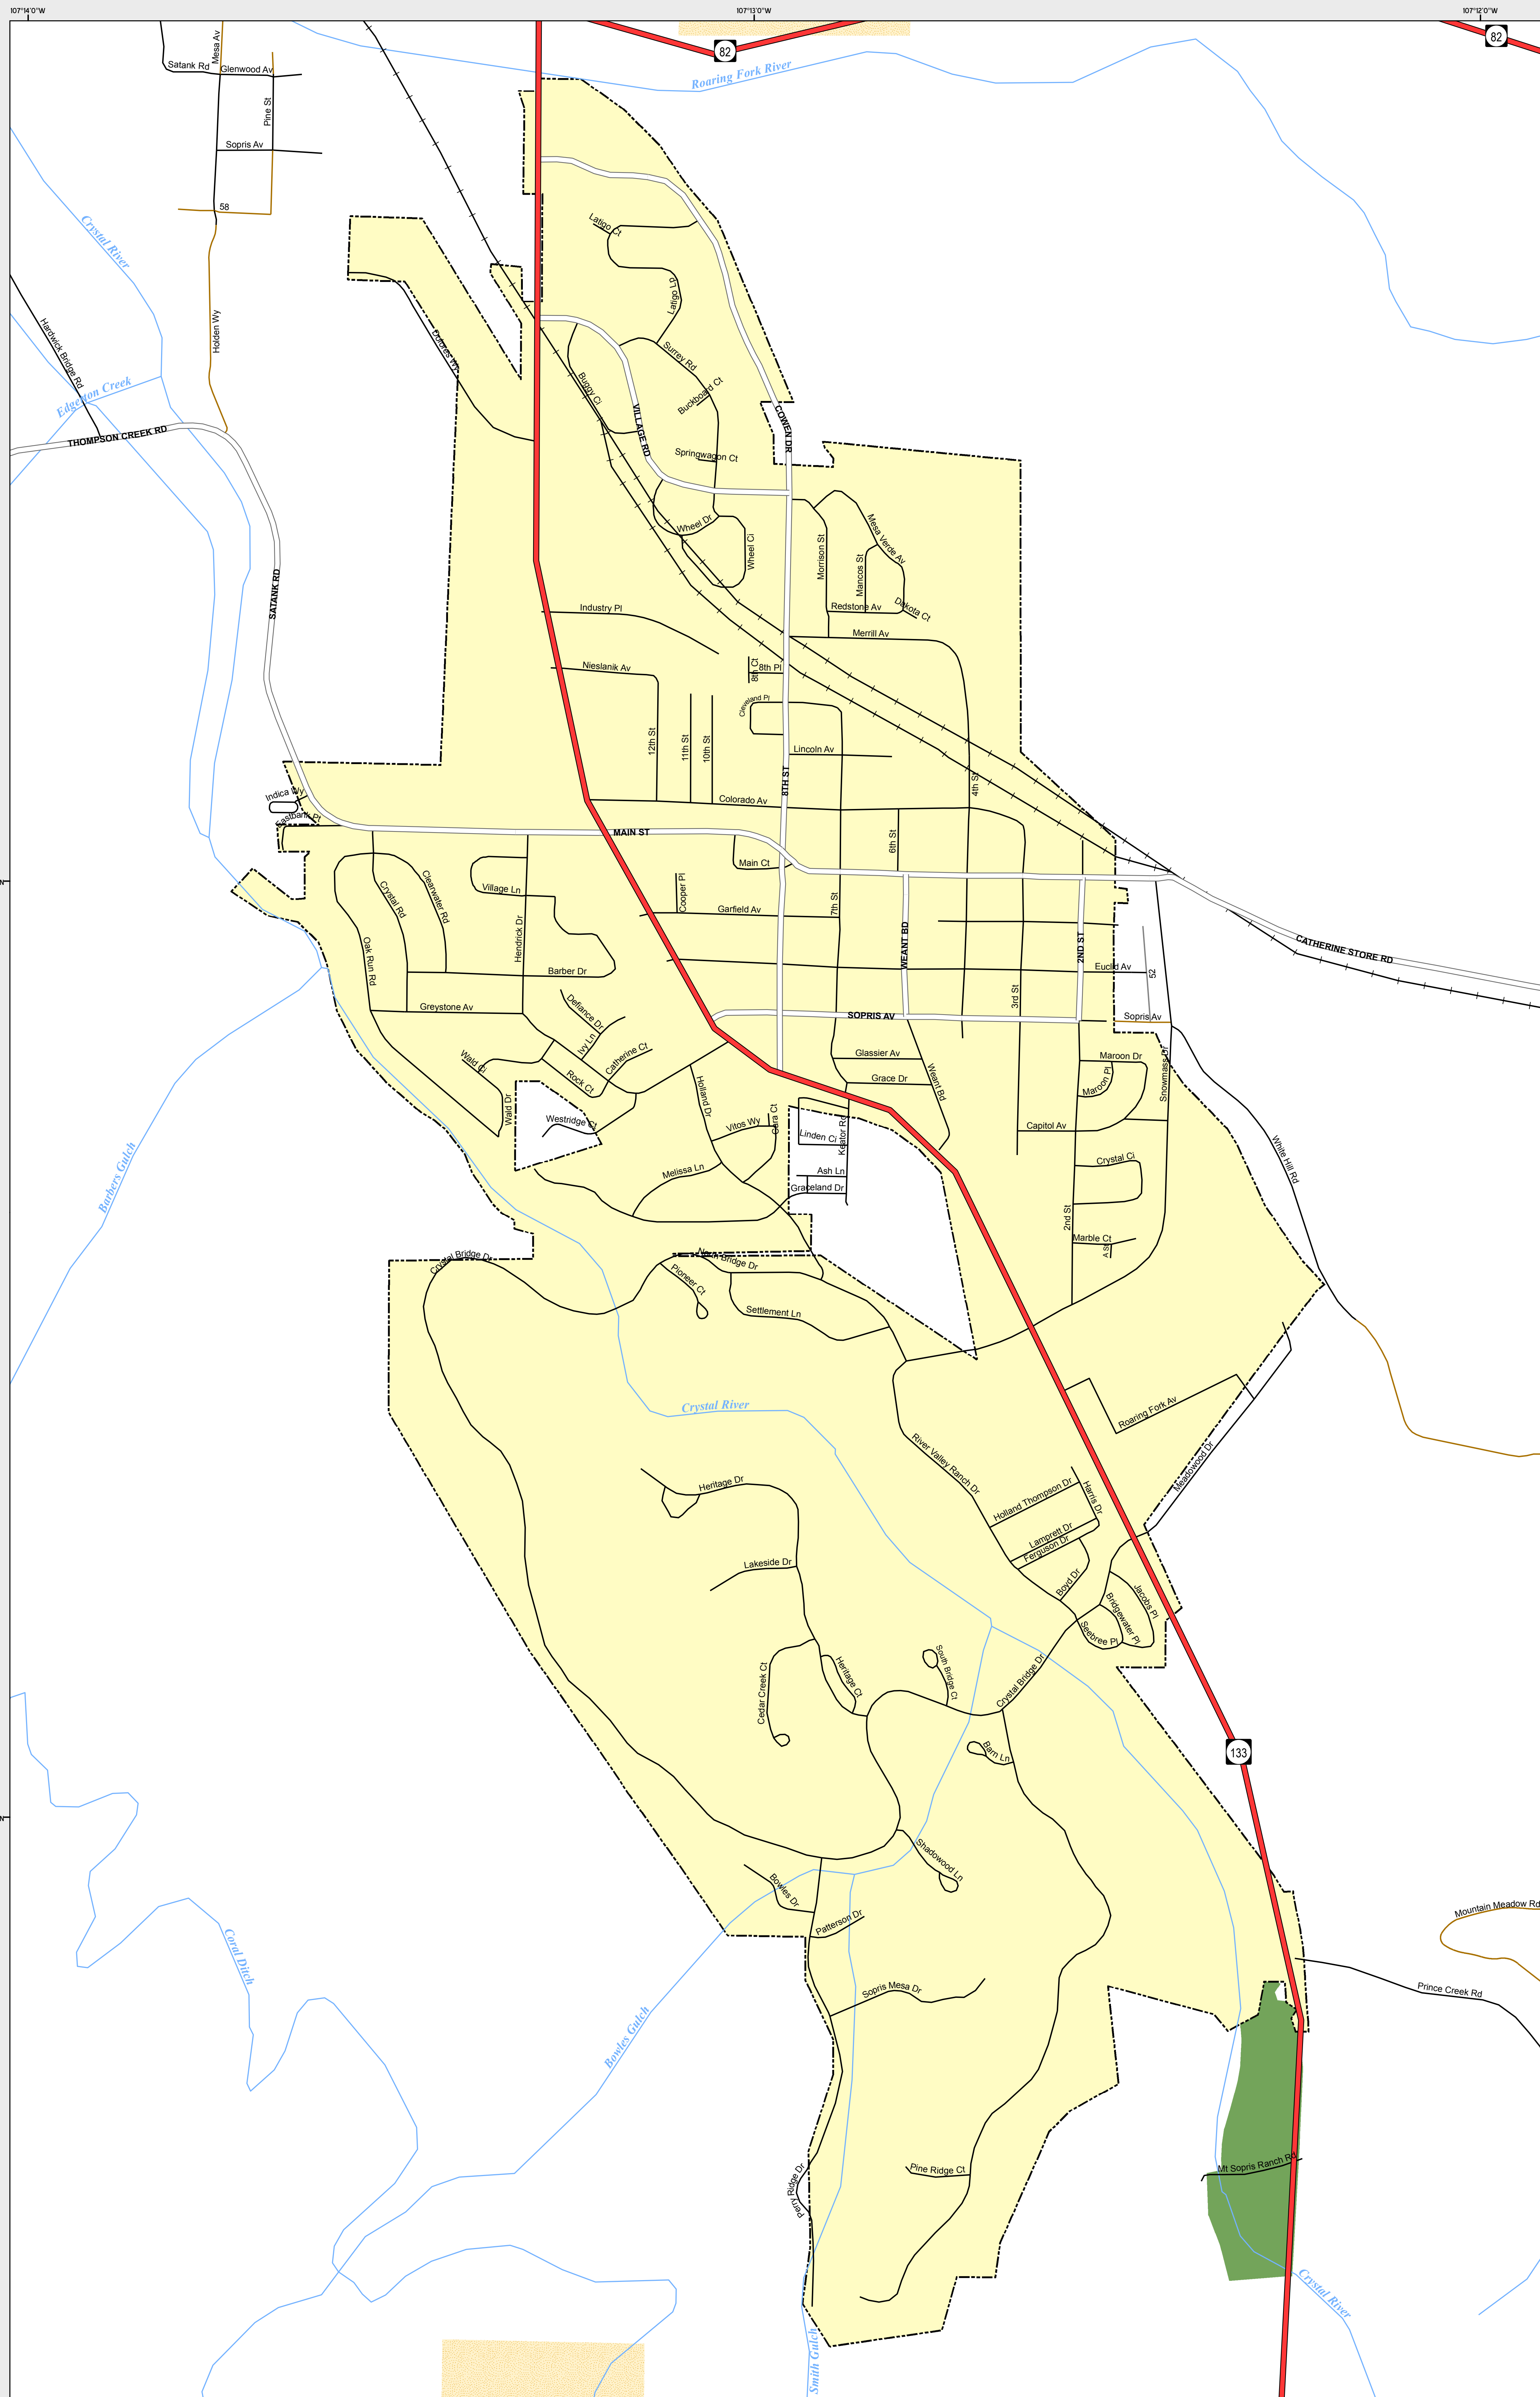 107°14'0"W
107°13'0"W
107°12'0"W
82
82
Roaring Fork River
Mesa Av
Satank Rd
Glenwood Av
Pine St
Sopris Av
58
Crystal River
Latigo Ct
Latigo Lp
Holden Wy
Hardwick Bridge Rd
Dolores Wy
Surrey Rd
Buggy Ci
Buckboard Ct
Edgerton Creek
VILLAGE RD
COWEN DR
THOMPSON CREEK RD
Springwagon Ct
Wheel Dr
Wheel Ci
Morrison St
Mancos St
Mesa Verde Av
SATANK RD
Industry Pl
Redstone Av
Dakota Ct
Merrill Av
Nieslanik Av
8th Ct
8th Pl
Cleveland Pl
12th St
11th St
10th St
Lincoln Av
8TH ST
4th St
Indica Wy
Colorado Av
Eastbank Pl
MAIN ST
6th St
Main Ct
Crystal Rd
Clearwater Rd
Village Ln
Cooper Pl
7th St
Garfield Av
Hendrick Dr
WEANT BD
2ND ST
CATHERINE STORE RD
Oak Run Rd
Barber Dr
Euclid Av
52
Greystone Av
Defiance Dr
3rd St
SOPRIS AV
Sopris Av
Ivy Ln
Catherine Ct
Glassier Av
Maroon Dr
Wald Ci
Rock Ct
Grace Dr
Weant Bd
Maroon Pl
Snowmass Dr
Holland Dr
Wald Dr
Westridge Ct
Vitos Wy
Cara Ct
Linden Ci
Keator Rd
Capitol Av
White Hill Rd
Barbers Gulch
Melissa Ln
Ash Ln
Graceland Dr
Crystal Ci
2nd St
Marble Ct
A St
Crystal Bridge Dr
North Bridge Dr
Pioneer Ct
Settlement Ln
Crystal River
Roaring Fork Av
River Valley Ranch Dr
Meadowood Dr
Heritage Dr
Holland Thompson Dr
Harris Dr
Lamprett Dr
Ferguson Dr
Lakeside Dr
Boyd Dr
Jacobs Pl
Bridgewater Pl
Seebree Pl
Cedar Creek Ct
Heritage Ct
South Bridge Ct
Crystal Bridge Dr
Barn Ln
133
N
N
Shadowood Ln
Bowles Dr
Patterson Dr
Mountain Meadow Rd
Coral Ditch
Sopris Mesa Dr
Prince Creek Rd
Bowles Gulch
Perry Ridge Dr
Pine Ridge Ct
Mt Sopris Ranch Rd
Crystal River
Smith Gulch